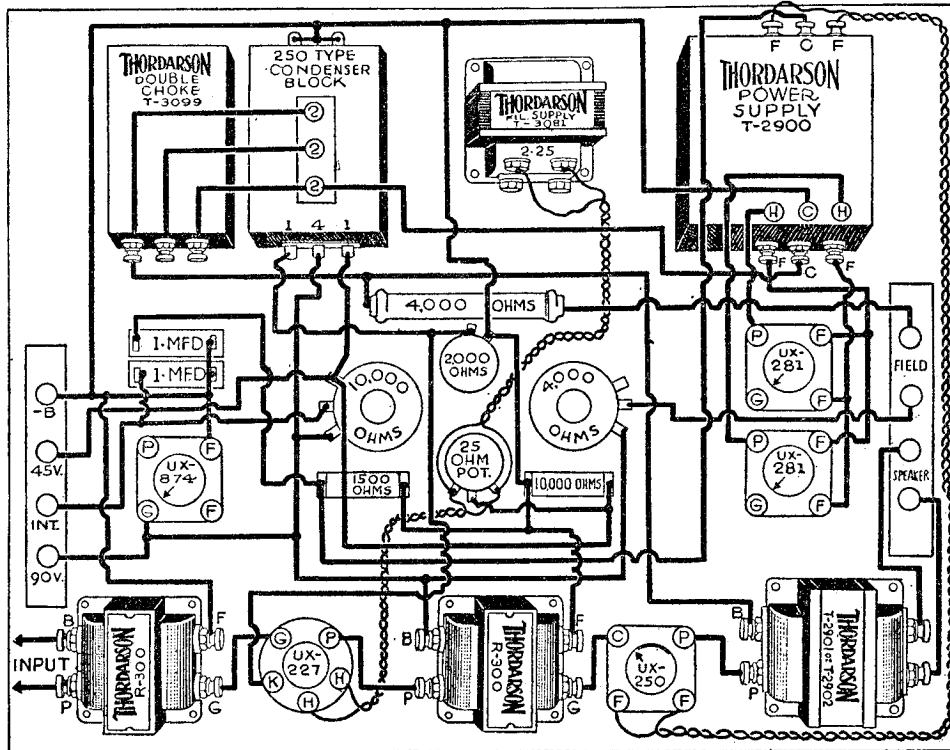 THORDARSON
DOUBLE
CHOKE
T-3099
250 TYPE
CONDENSER
BLOCK
2
2
2
1 4 1
THORDARSON
FIL. SUPPLY
T-3081
2·25
F C F
THORDARSON
POWER
SUPPLY
T-2900
H C H
F C F
4,000 OHMS
1·MFD
1·MFD
10,000
OHMS
2,000
OHMS
4,000
OHMS
25
OHM
POT.
1500
OHMS
10,000 OHMS
P F
UX-
281
G F
P F
UX-
281
G F
FIELD
SPEAKER
-B
45V.
INT.
90V.
P F
UX-
874
G F
B F
THORDARSON
R-300
P G
INPUT
G P
UX-
227
K H
H
B F
THORDARSON
R-300
P G
C P
UX-
250
F F
B
P
THORDARSON
T-2901 or T-2902